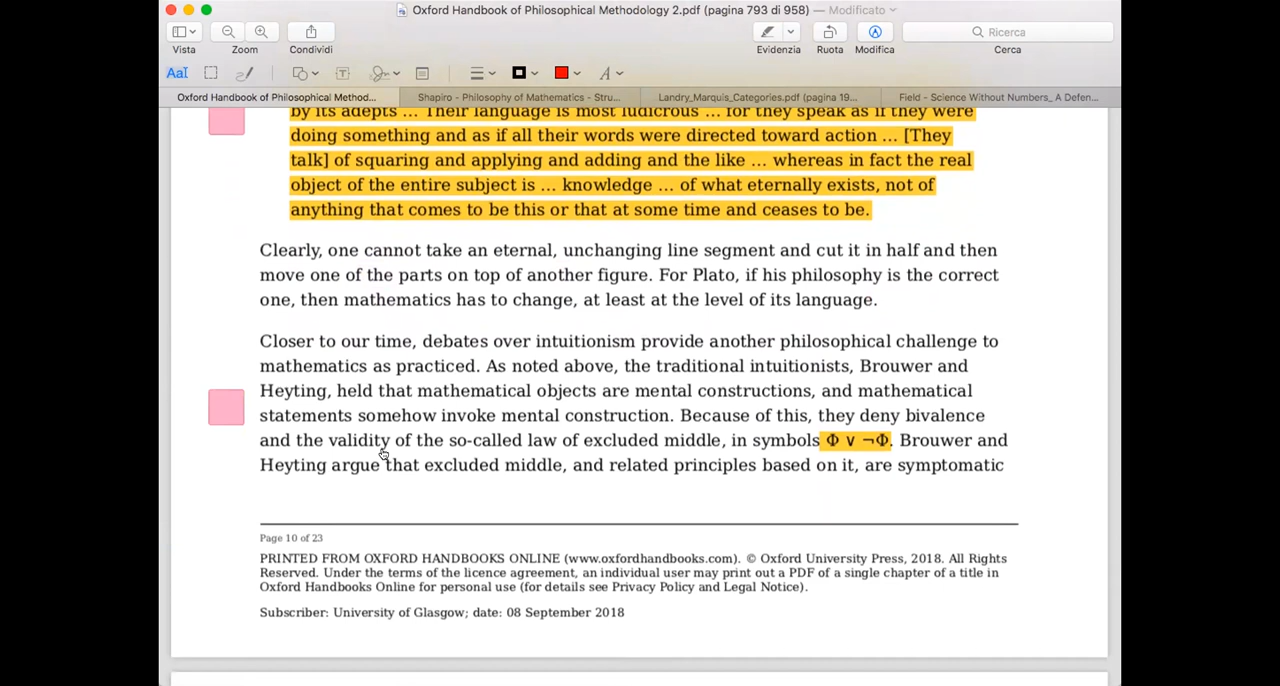 Oxford Handbook of Philosophical Methodology 2.pdf (pagina 793 di 958) — Modificato
Vista
Zoom
Condividi
Evidenzia
Ruota
Modifica
Ricerca
Cerca
AaI
T
A
Oxford Handbook of Philosophical Method...
Shapiro - Philosophy of Mathematics - Stru...
Landry_Marquis_Categories.pdf (pagina 19...
Field - Science Without Numbers_ A Defen...
by its adepts ... Their language is most ludicrous ... for they speak as if they were
doing something and as if all their words were directed toward action ... [They
talk] of squaring and applying and adding and the like ... whereas in fact the real
object of the entire subject is ... knowledge ... of what eternally exists, not of
anything that comes to be this or that at some time and ceases to be.
Clearly, one cannot take an eternal, unchanging line segment and cut it in half and then
move one of the parts on top of another figure. For Plato, if his philosophy is the correct
one, then mathematics has to change, at least at the level of its language.
Closer to our time, debates over intuitionism provide another philosophical challenge to
mathematics as practiced. As noted above, the traditional intuitionists, Brouwer and
Heyting, held that mathematical objects are mental constructions, and mathematical
statements somehow invoke mental construction. Because of this, they deny bivalence
and the validity of the so-called law of excluded middle, in symbols Φ ∨ ¬Φ. Brouwer and
Heyting argue that excluded middle, and related principles based on it, are symptomatic
Page 10 of 23
PRINTED FROM OXFORD HANDBOOKS ONLINE (www.oxfordhandbooks.com). © Oxford University Press, 2018. All Rights
Reserved. Under the terms of the licence agreement, an individual user may print out a PDF of a single chapter of a title in
Oxford Handbooks Online for personal use (for details see Privacy Policy and Legal Notice).
Subscriber: University of Glasgow; date: 08 September 2018